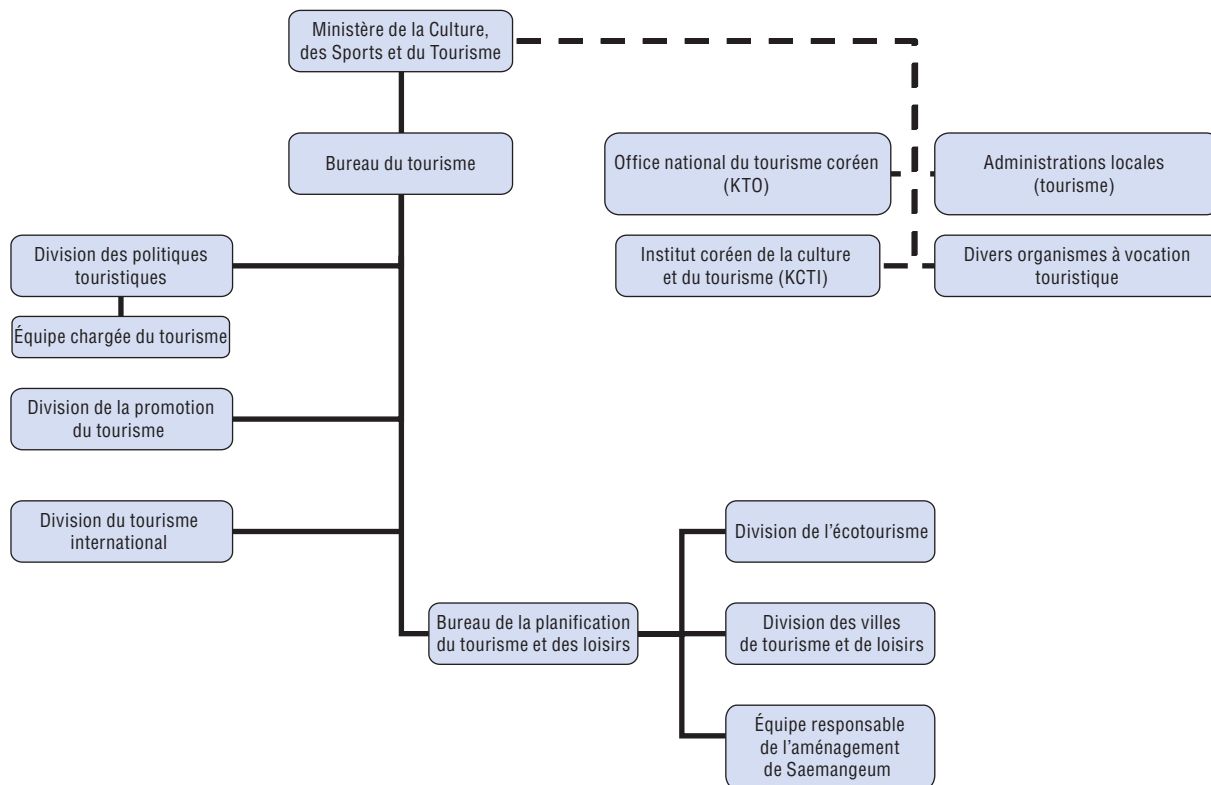 Ministère de la Culture,
des Sports et du Tourisme
Bureau du tourisme
Office national du tourisme coréen
(KTO)
Administrations locales
(tourisme)
Division des politiques
touristiques
Institut coréen de la culture
et du tourisme (KCTI)
Divers organismes à vocation
touristique
Équipe chargée du tourisme
Division de la promotion
du tourisme
Division du tourisme
international
Division de l'écotourisme
Bureau de la planification
du tourisme et des loisirs
Division des villes
de tourisme et de loisirs
Équipe responsable
de l'aménagement
de Saemangeum